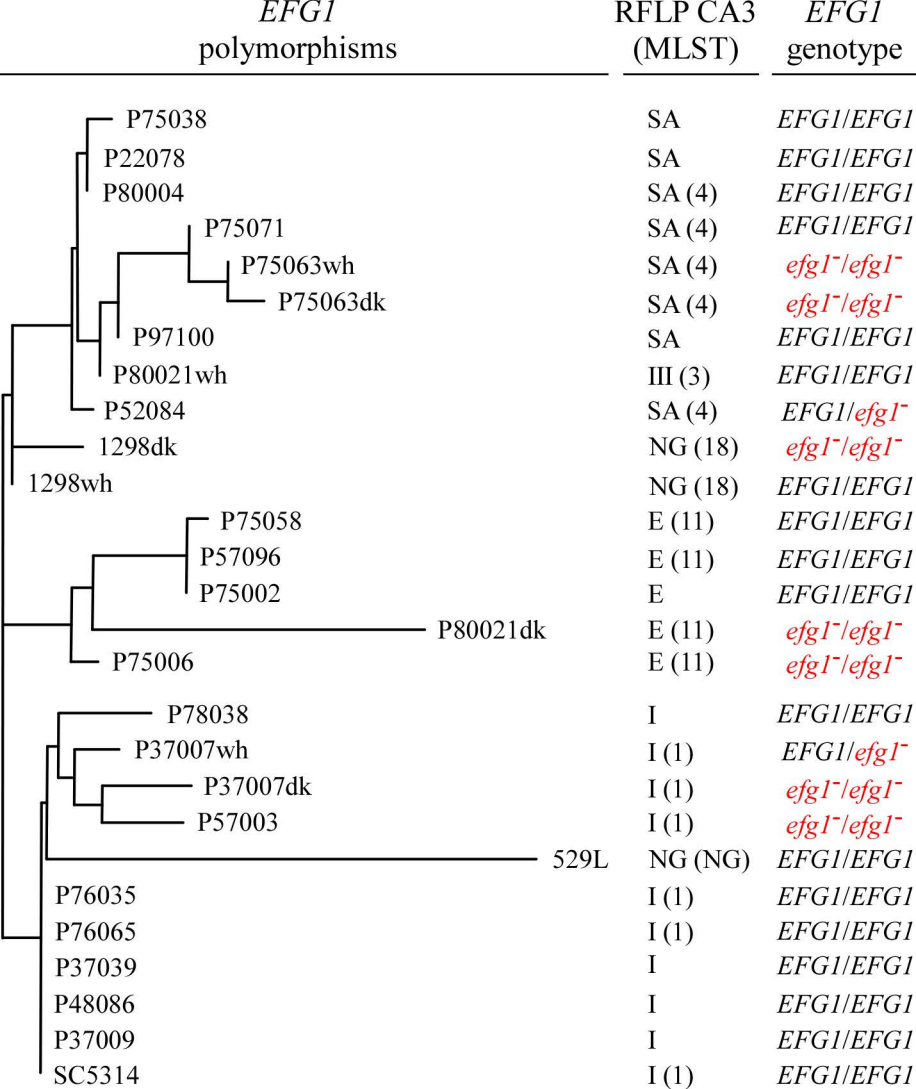 EFG1 RFLP CA3 EFG1
polymorphisms (MLST) genotype
P75038 SA EFG1/EFG1
P22078 SA EFG1/EFG1
P80004 SA (4) EFG1/EFG1
P75071 SA (4) EFG1/EFG1
P75063wh SA (4) efg1⁻/efg1⁻
P75063dk SA (4) efg1⁻/efg1⁻
P97100 SA EFG1/EFG1
P80021wh III (3) EFG1/EFG1
P52084 SA (4) EFG1/efg1⁻
1298dk NG (18) efg1⁻/efg1⁻
1298wh NG (18) EFG1/EFG1
P75058 E (11) EFG1/EFG1
P57096 E (11) EFG1/EFG1
P75002 E EFG1/EFG1
P80021dk E (11) efg1⁻/efg1⁻
P75006 E (11) efg1⁻/efg1⁻
P78038 I EFG1/EFG1
P37007wh I (1) EFG1/efg1⁻
P37007dk I (1) efg1⁻/efg1⁻
P57003 I (1) efg1⁻/efg1⁻
529L NG (NG) EFG1/EFG1
P76035 I (1) EFG1/EFG1
P76065 I (1) EFG1/EFG1
P37039 I EFG1/EFG1
P48086 I EFG1/EFG1
P37009 I EFG1/EFG1
SC5314 I (1) EFG1/EFG1